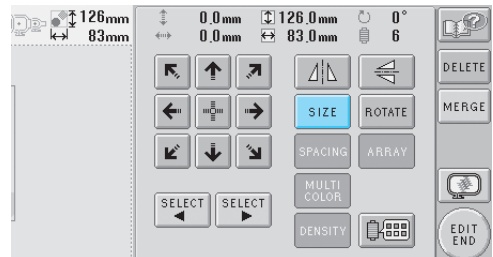 126mm
83mm
0.0mm 126.0mm 0°
0.0mm 83.0mm 6
DELETE
SIZE ROTATE MERGE
SPACING ARRAY
MULTI
COLOR
SELECT SELECT
DENSITY
EDIT
END